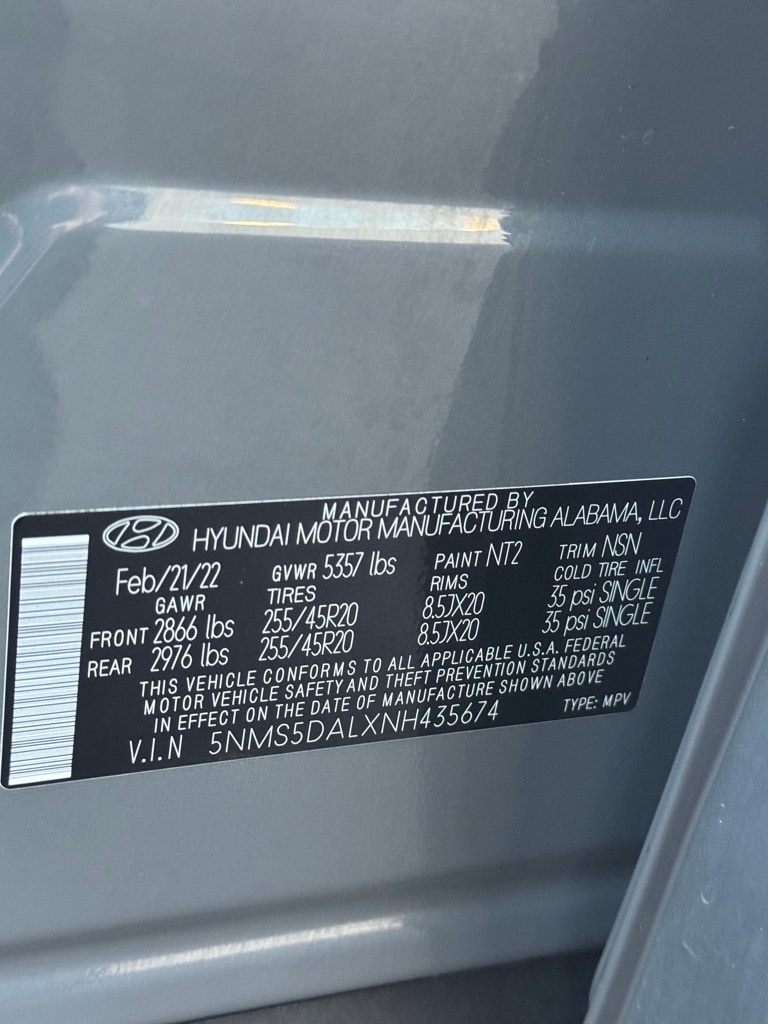 MANUFACTURED BY
HYUNDAI MOTOR MANUFACTURING ALABAMA, LLC
Feb/21/22 GVWR 5357 lbs PAINT NT2 TRIM NSN
GAWR TIRES RIMS COLD TIRE INFL
FRONT 2866 lbs 255/45R20 8.5JX20 35 psi SINGLE
REAR 2976 lbs 255/45R20 8.5JX20 35 psi SINGLE
THIS VEHICLE CONFORMS TO ALL APPLICABLE U.S.A. FEDERAL
MOTOR VEHICLE SAFETY AND THEFT PREVENTION STANDARDS
IN EFFECT ON THE DATE OF MANUFACTURE SHOWN ABOVE
V.I.N 5NMS5DALXNH435674 TYPE: MPV